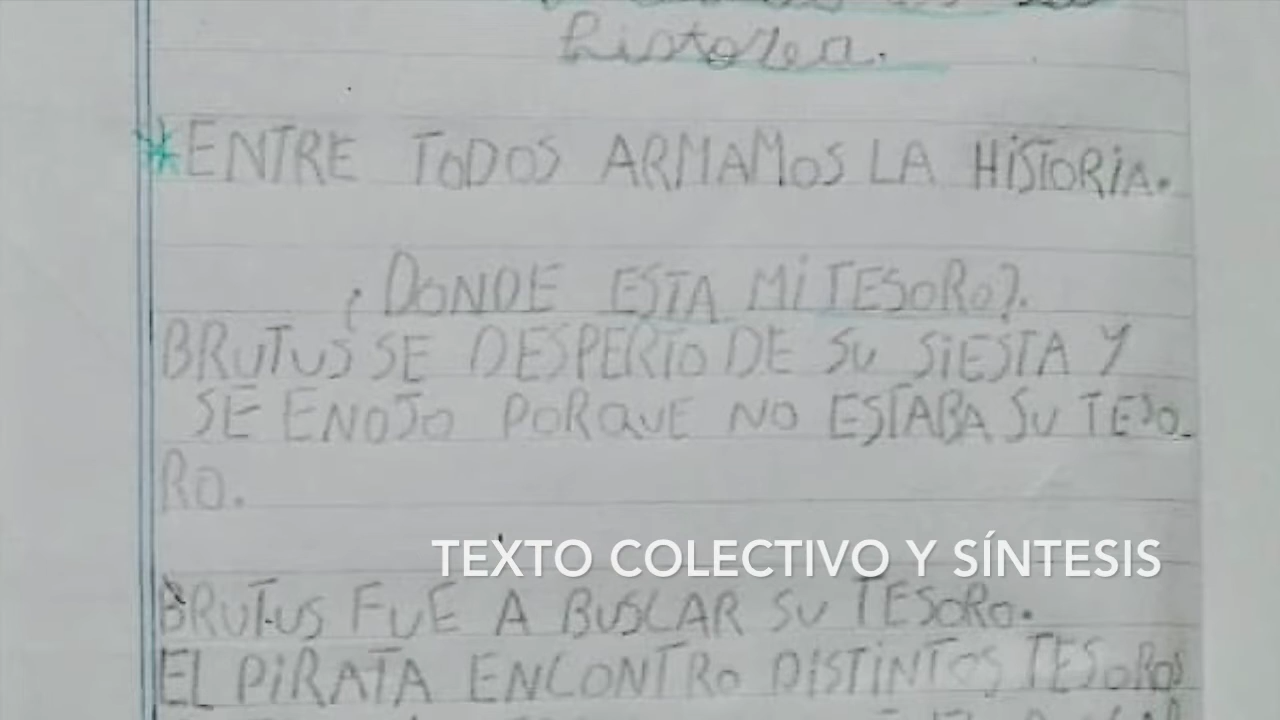 historia.
*ENTRE TODOS ARMAMOS LA HISTORIA.
¿DONDE ESTA MI TESORO?.
BRUTUS SE DESPERTO DE SU SIESTA Y
SE ENOJO PORQUE NO ESTABA SU TESO_
RO.
TEXTO COLECTIVO Y SÍNTESIS
BRUTUS FUE A BUSCAR SU TESORO.
EL PIRATA ENCONTRO DISTINTOS TESOROS